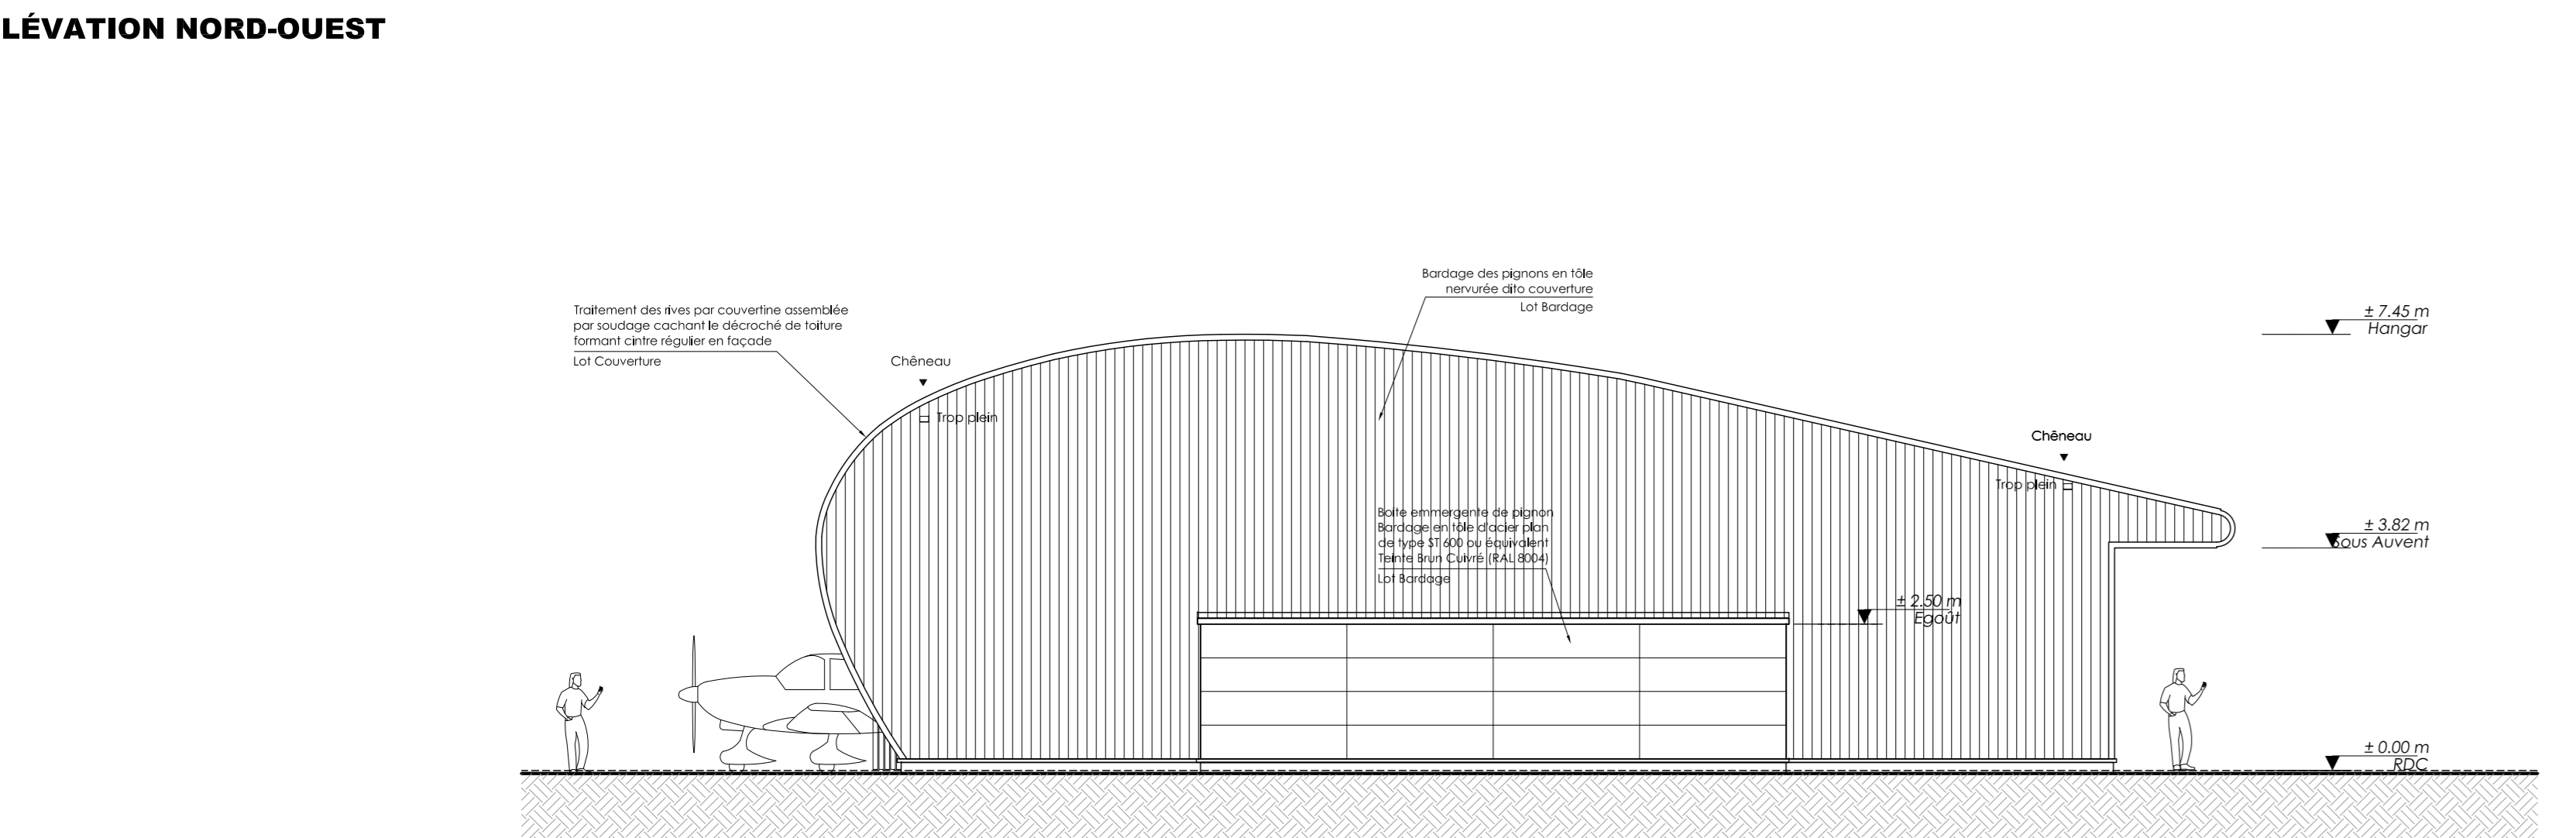 LÉVATION NORD-OUEST
Bardage des pignons en tôle
nervurée dito couverture
Lot Bardage
Traitement des rives par couvertine assemblée
par soudage cachant le décroché de toiture
formant cintre régulier en façade
Lot Couverture
Chêneau
Trop plein
± 7.45 m
Hangar
Chêneau
Trop plein
Boite emmergente de pignon
Bardage en tôle d'acier plan
de type ST 600 ou équivalent
Teinte Brun Cuivré (RAL 8004)
Lot Bardage
± 3.82 m
Sous Auvent
± 2.50 m
Egoût
± 0.00 m
RDC